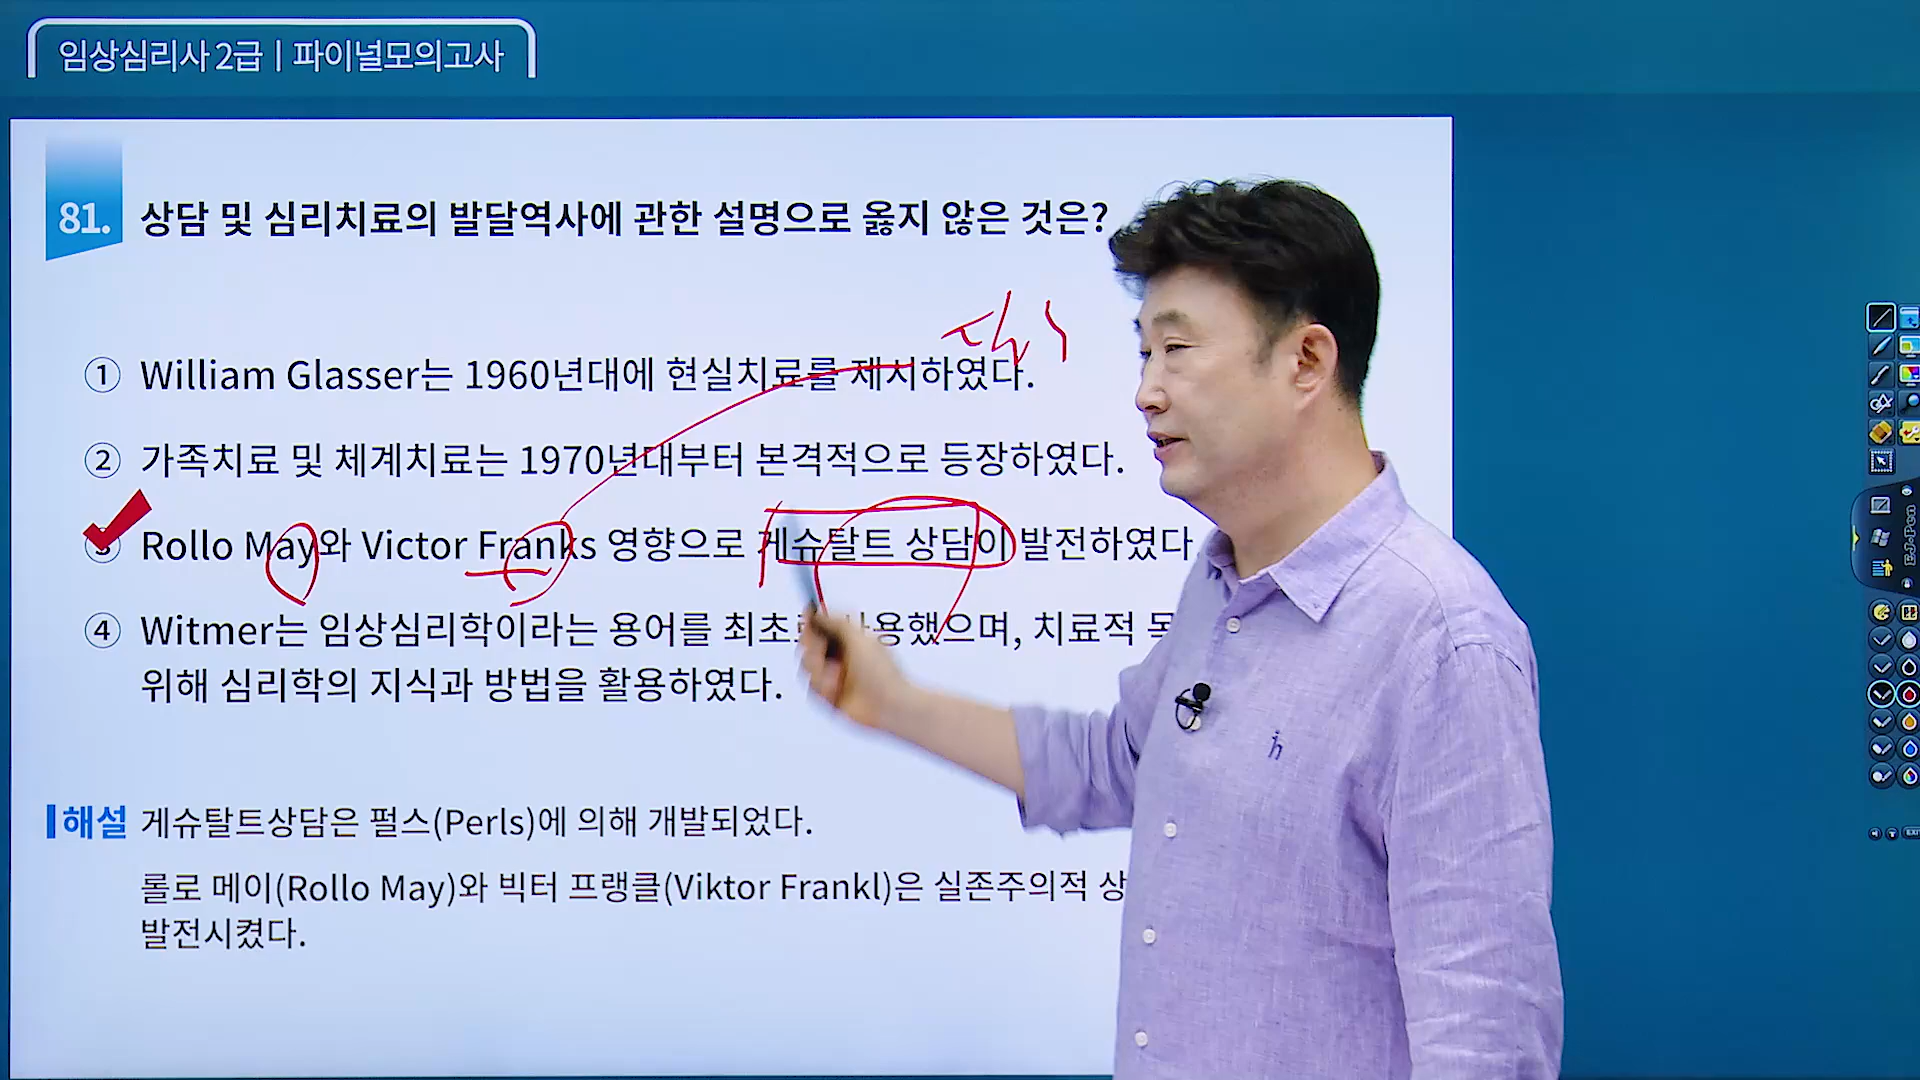 임상심리사 2급 | 파이널모의고사
81. 상담 및 심리치료의 발달역사에 관한 설명으로 옳지 않은 것은?
① William Glasser는 1960년대에 현실치료를 제시하였다.
② 가족치료 및 체계치료는 1970년대부터 본격적으로 등장하였다.
③ Rollo May와 Victor Franks 영향으로 게슈탈트 상담이 발전하였다
④ Witmer는 임상심리학이라는 용어를 최초로 사용했으며, 치료적
위해 심리학의 지식과 방법을 활용하였다.
해설 게슈탈트상담은 펄스(Perls)에 의해 개발되었다.
롤로 메이(Rollo May)와 빅터 프랭클(Viktor Frankl)은 실존주의적
발전시켰다.